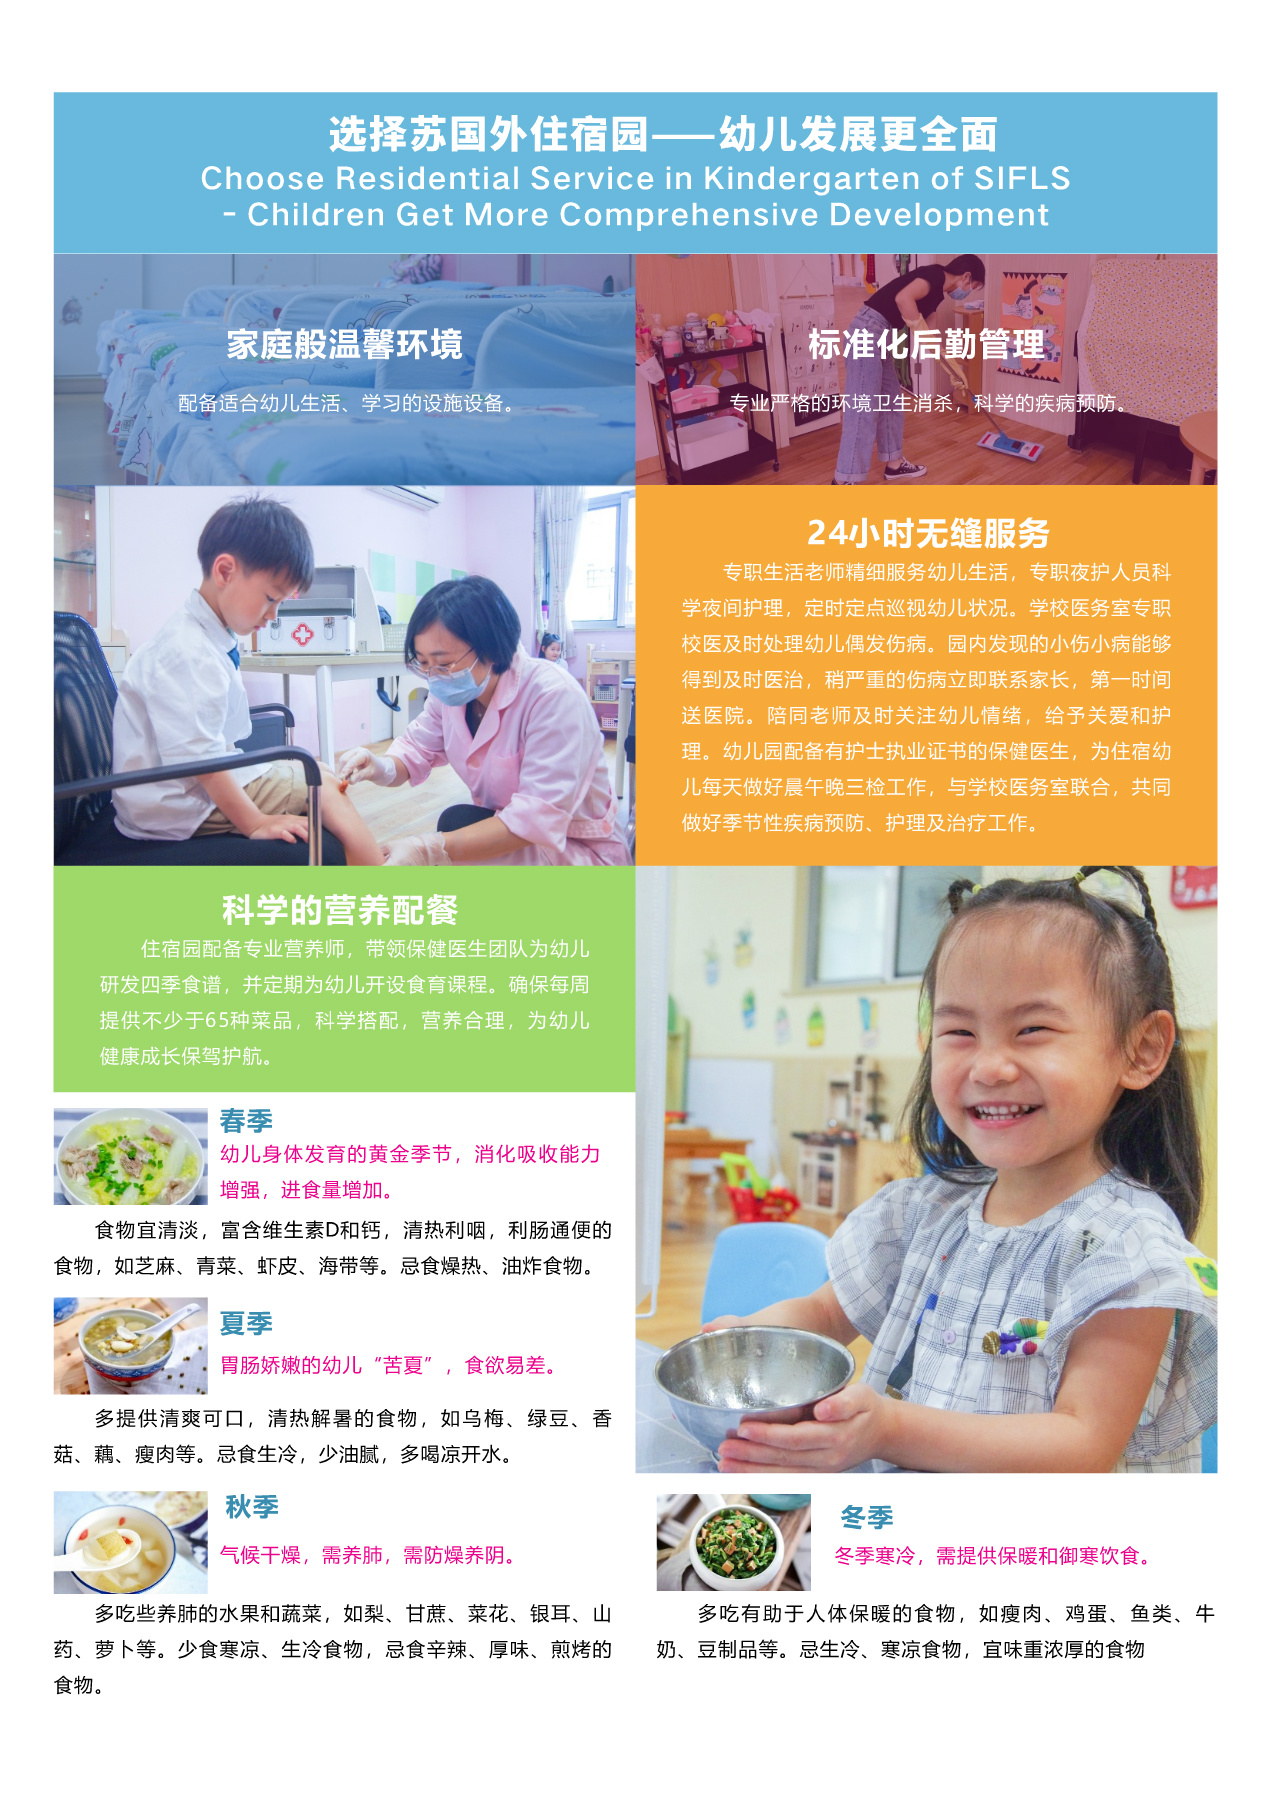 选择苏国外住宿园——幼儿发展更全面
Choose Residential Service in Kindergarten of SIFLS
- Children Get More Comprehensive Development
家庭般温馨环境
配备适合幼儿生活、学习的设施设备。
标准化后勤管理
专业严格的环境卫生消杀，科学的疾病预防。
24小时无缝服务
专职生活老师精细服务幼儿生活，专职夜护人员科
学夜间护理，定时定点巡视幼儿状况。学校医务室专职
校医及时处理幼儿偶发伤病。园内发现的小伤小病能够
得到及时医治，稍严重的伤病立即联系家长，第一时间
送医院。陪同老师及时关注幼儿情绪，给予关爱和护
理。幼儿园配备有护士执业证书的保健医生，为住宿幼
儿每天做好晨午晚三检工作，与学校医务室联合，共同
做好季节性疾病预防、护理及治疗工作。
科学的营养配餐
住宿园配备专业营养师，带领保健医生团队为幼儿
研发四季食谱，并定期为幼儿开设食育课程。确保每周
提供不少于65种菜品，科学搭配，营养合理，为幼儿
健康成长保驾护航。
春季
幼儿身体发育的黄金季节，消化吸收能力
增强，进食量增加。
食物宜清淡，富含维生素D和钙，清热利咽，利肠通便的
食物，如芝麻、青菜、虾皮、海带等。忌食燥热、油炸食物。
夏季
胃肠娇嫩的幼儿“苦夏”，食欲易差。
多提供清爽可口，清热解暑的食物，如乌梅、绿豆、香
菇、藕、瘦肉等。忌食生冷，少油腻，多喝凉开水。
秋季
气候干燥，需养肺，需防燥养阴。
多吃些养肺的水果和蔬菜，如梨、甘蔗、菜花、银耳、山
药、萝卜等。少食寒凉、生冷食物，忌食辛辣、厚味、煎烤的
食物。
冬季
冬季寒冷，需提供保暖和御寒饮食。
多吃有助于人体保暖的食物，如瘦肉、鸡蛋、鱼类、牛
奶、豆制品等。忌生冷、寒凉食物，宜味重浓厚的食物